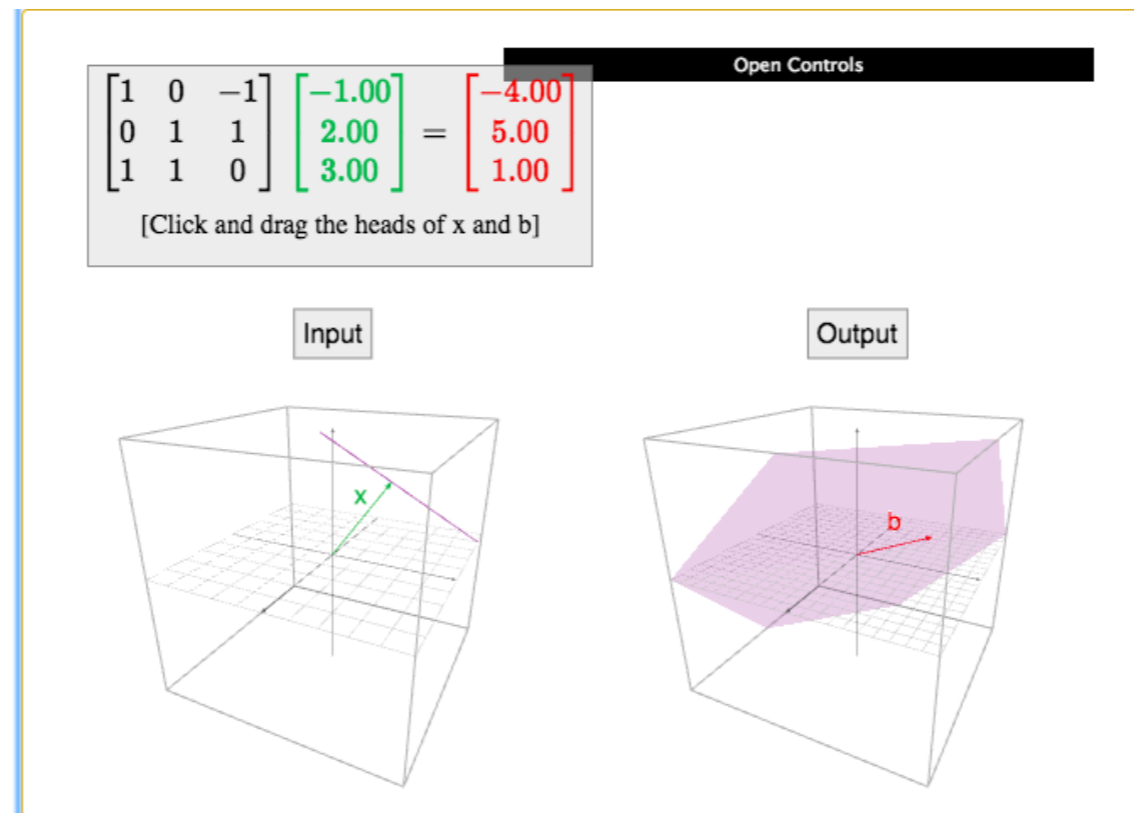 Open Controls
[1 0 −1] [−1.00] [−4.00]
[0 1 1] [2.00] = [5.00]
[1 1 0] [3.00] [1.00]
[Click and drag the heads of x and b]
Input
Output
x
b